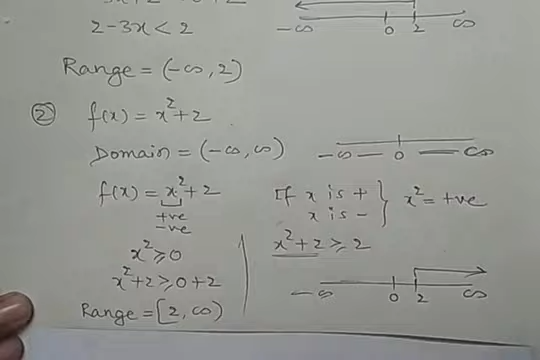 2-3x < 2
-∞ 0 2 ∞
Range = (-∞, 2)
② f(x) = x²+2
Domain = (-∞, ∞)
-∞ 0 ∞
f(x) = x²+2
+ve
-ve
x² ≥ 0
x²+2 ≥ 0+2
Range = [2, ∞)
If x is +
x is - } x² = +ve
x²+2 ≥ 2
-∞ 0 2 ∞